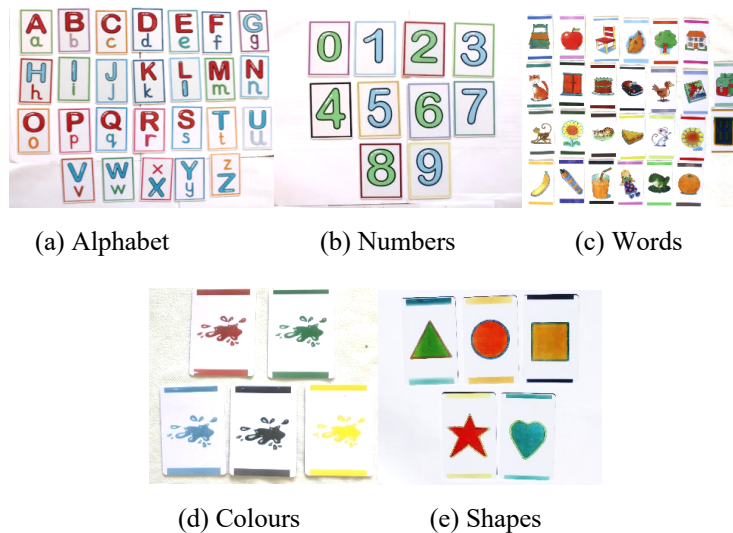 A B C D E F G
a b c d e f g
H I J K L M N
h i j k l m n
O P Q R S T U
o p q r s t u
V W x Y z
v w X y Z
0 1 2 3
4 5 6 7
8 9
(a) Alphabet (b) Numbers (c) Words
(d) Colours (e) Shapes